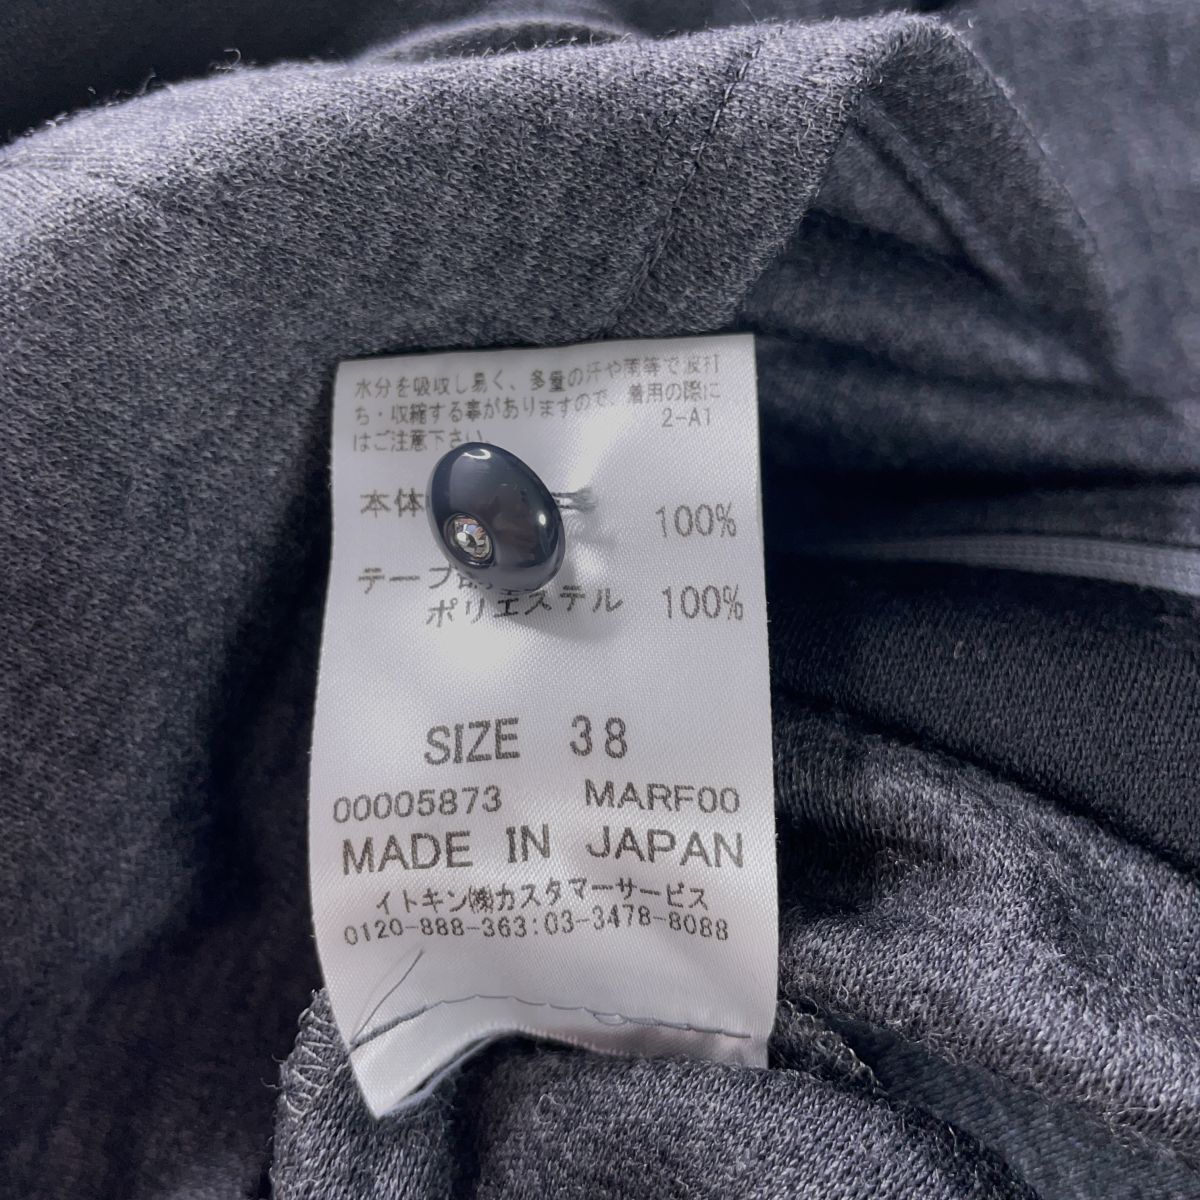 水分を吸収し易く、多量の汗や雨等で波打
ち・収縮する事がありますので、着用の際に
はご注意下さい
2-A1
本体
100%
テープ部
ポリエステル 100%
SIZE 38
00005873 MARF00
MADE IN JAPAN
イトキン㈱カスタマーサービス
0120-888-363:03-3478-8088